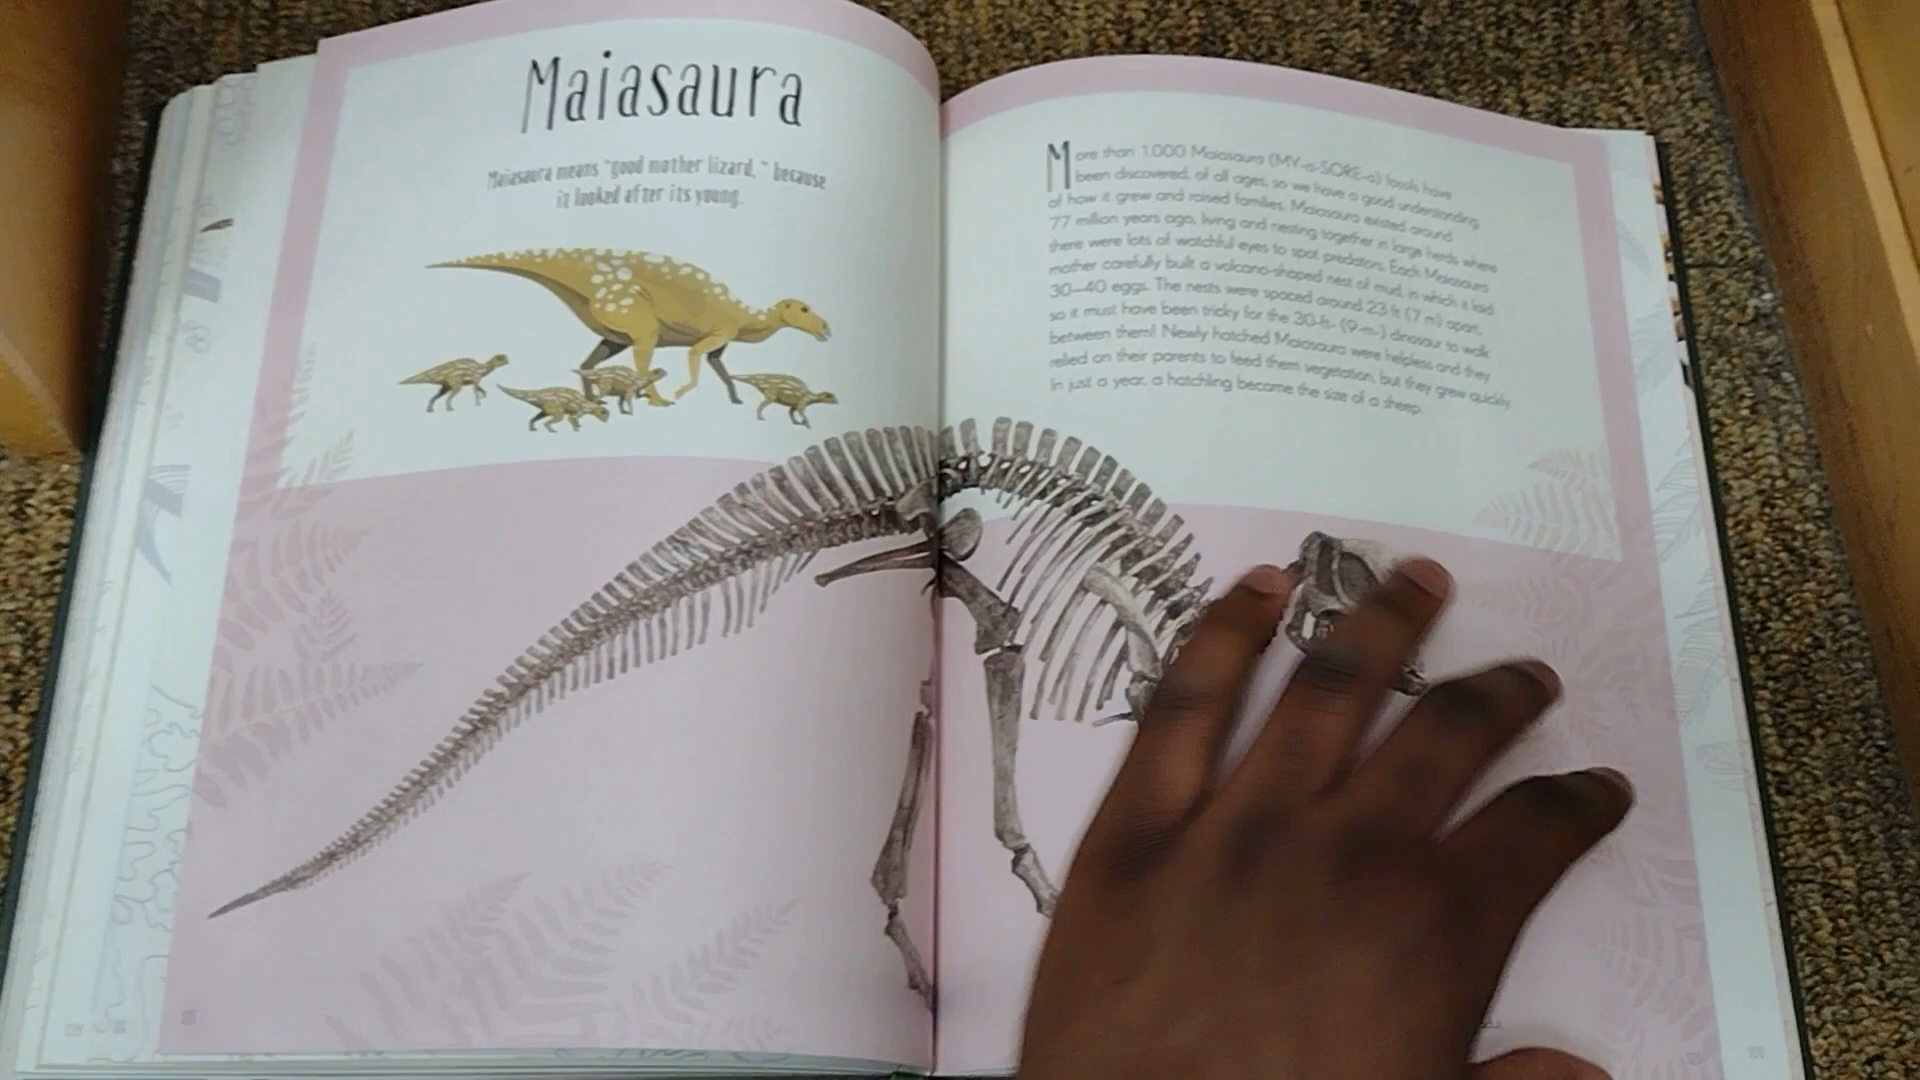 Maiasaura
Maiasaura means "good mother lizard," because
it looked after its young.
More than 1,000 Maiasaura (MY-a-SORE-a) fossils have
been discovered, of all ages, so we have a good understanding
of how it grew and raised families. Maiasaura existed around
77 million years ago, living and nesting together in large herds where
there were lots of watchful eyes to spot predators. Each Maiasaura
mother carefully built a volcano-shaped nest of mud, in which it laid
30–40 eggs. The nests were spaced around 23 ft (7 m) apart,
so it must have been tricky for the 30-ft- (9-m-) dinosaur to walk
between them! Newly hatched Maiasaura were helpless and they
relied on their parents to feed them vegetation, but they grew quickly.
In just a year, a hatchling became the size of a sheep.